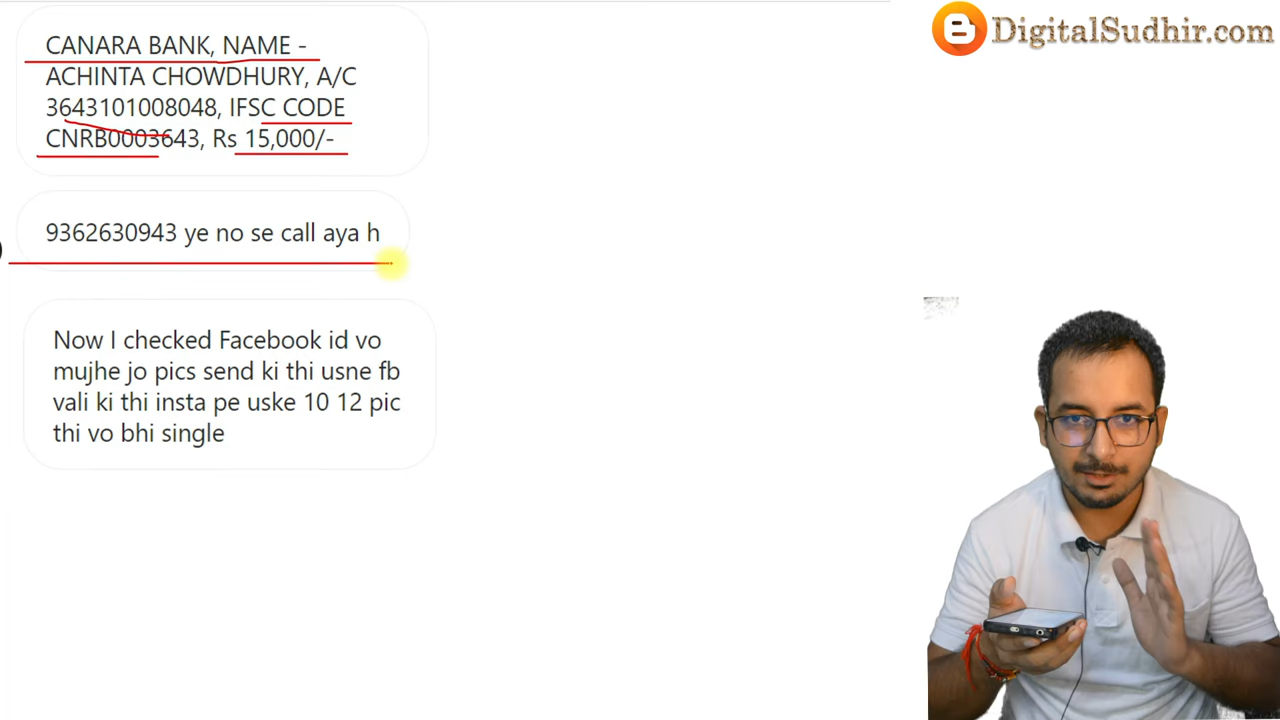 CANARA BANK, NAME -
ACHINTA CHOWDHURY, A/C
3643101008048, IFSC CODE
CNRB0003643, Rs 15,000/-
9362630943 ye no se call aya h
Now I checked Facebook id vo
mujhe jo pics send ki thi usne fb
vali ki thi insta pe uske 10 12 pic
thi vo bhi single
DigitalSudhir.com